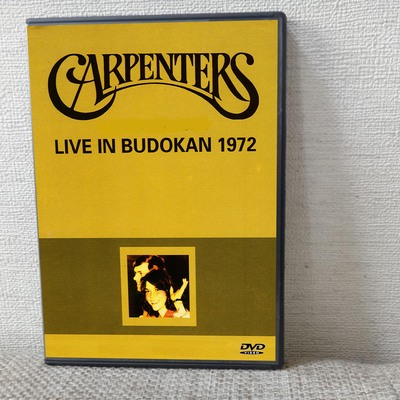 CARPENTERS
LIVE IN BUDOKAN 1972
DVD
VIDEO